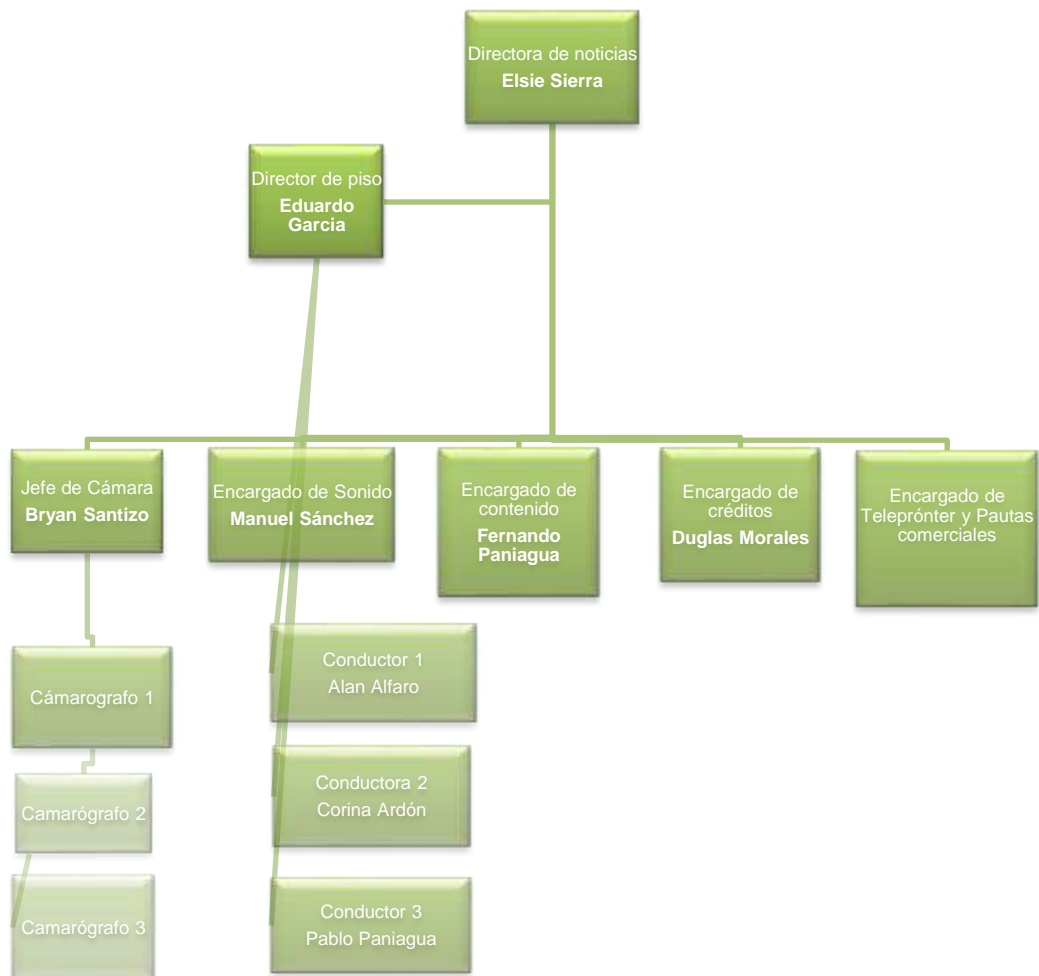 Directora de noticias
Elsie Sierra
Director de piso
Eduardo
Garcia
Jefe de Cámara
Bryan Santizo
Encargado de Sonido
Manuel Sánchez
Encargado de
contenido
Fernando
Paniagua
Encargado de
créditos
Duglas Morales
Encargado de
Teleprónter y Pautas
comerciales
Cámarografo 1
Camarógrafo 2
Camarógrafo 3
Conductor 1
Alan Alfaro
Conductora 2
Corina Ardón
Conductor 3
Pablo Paniagua